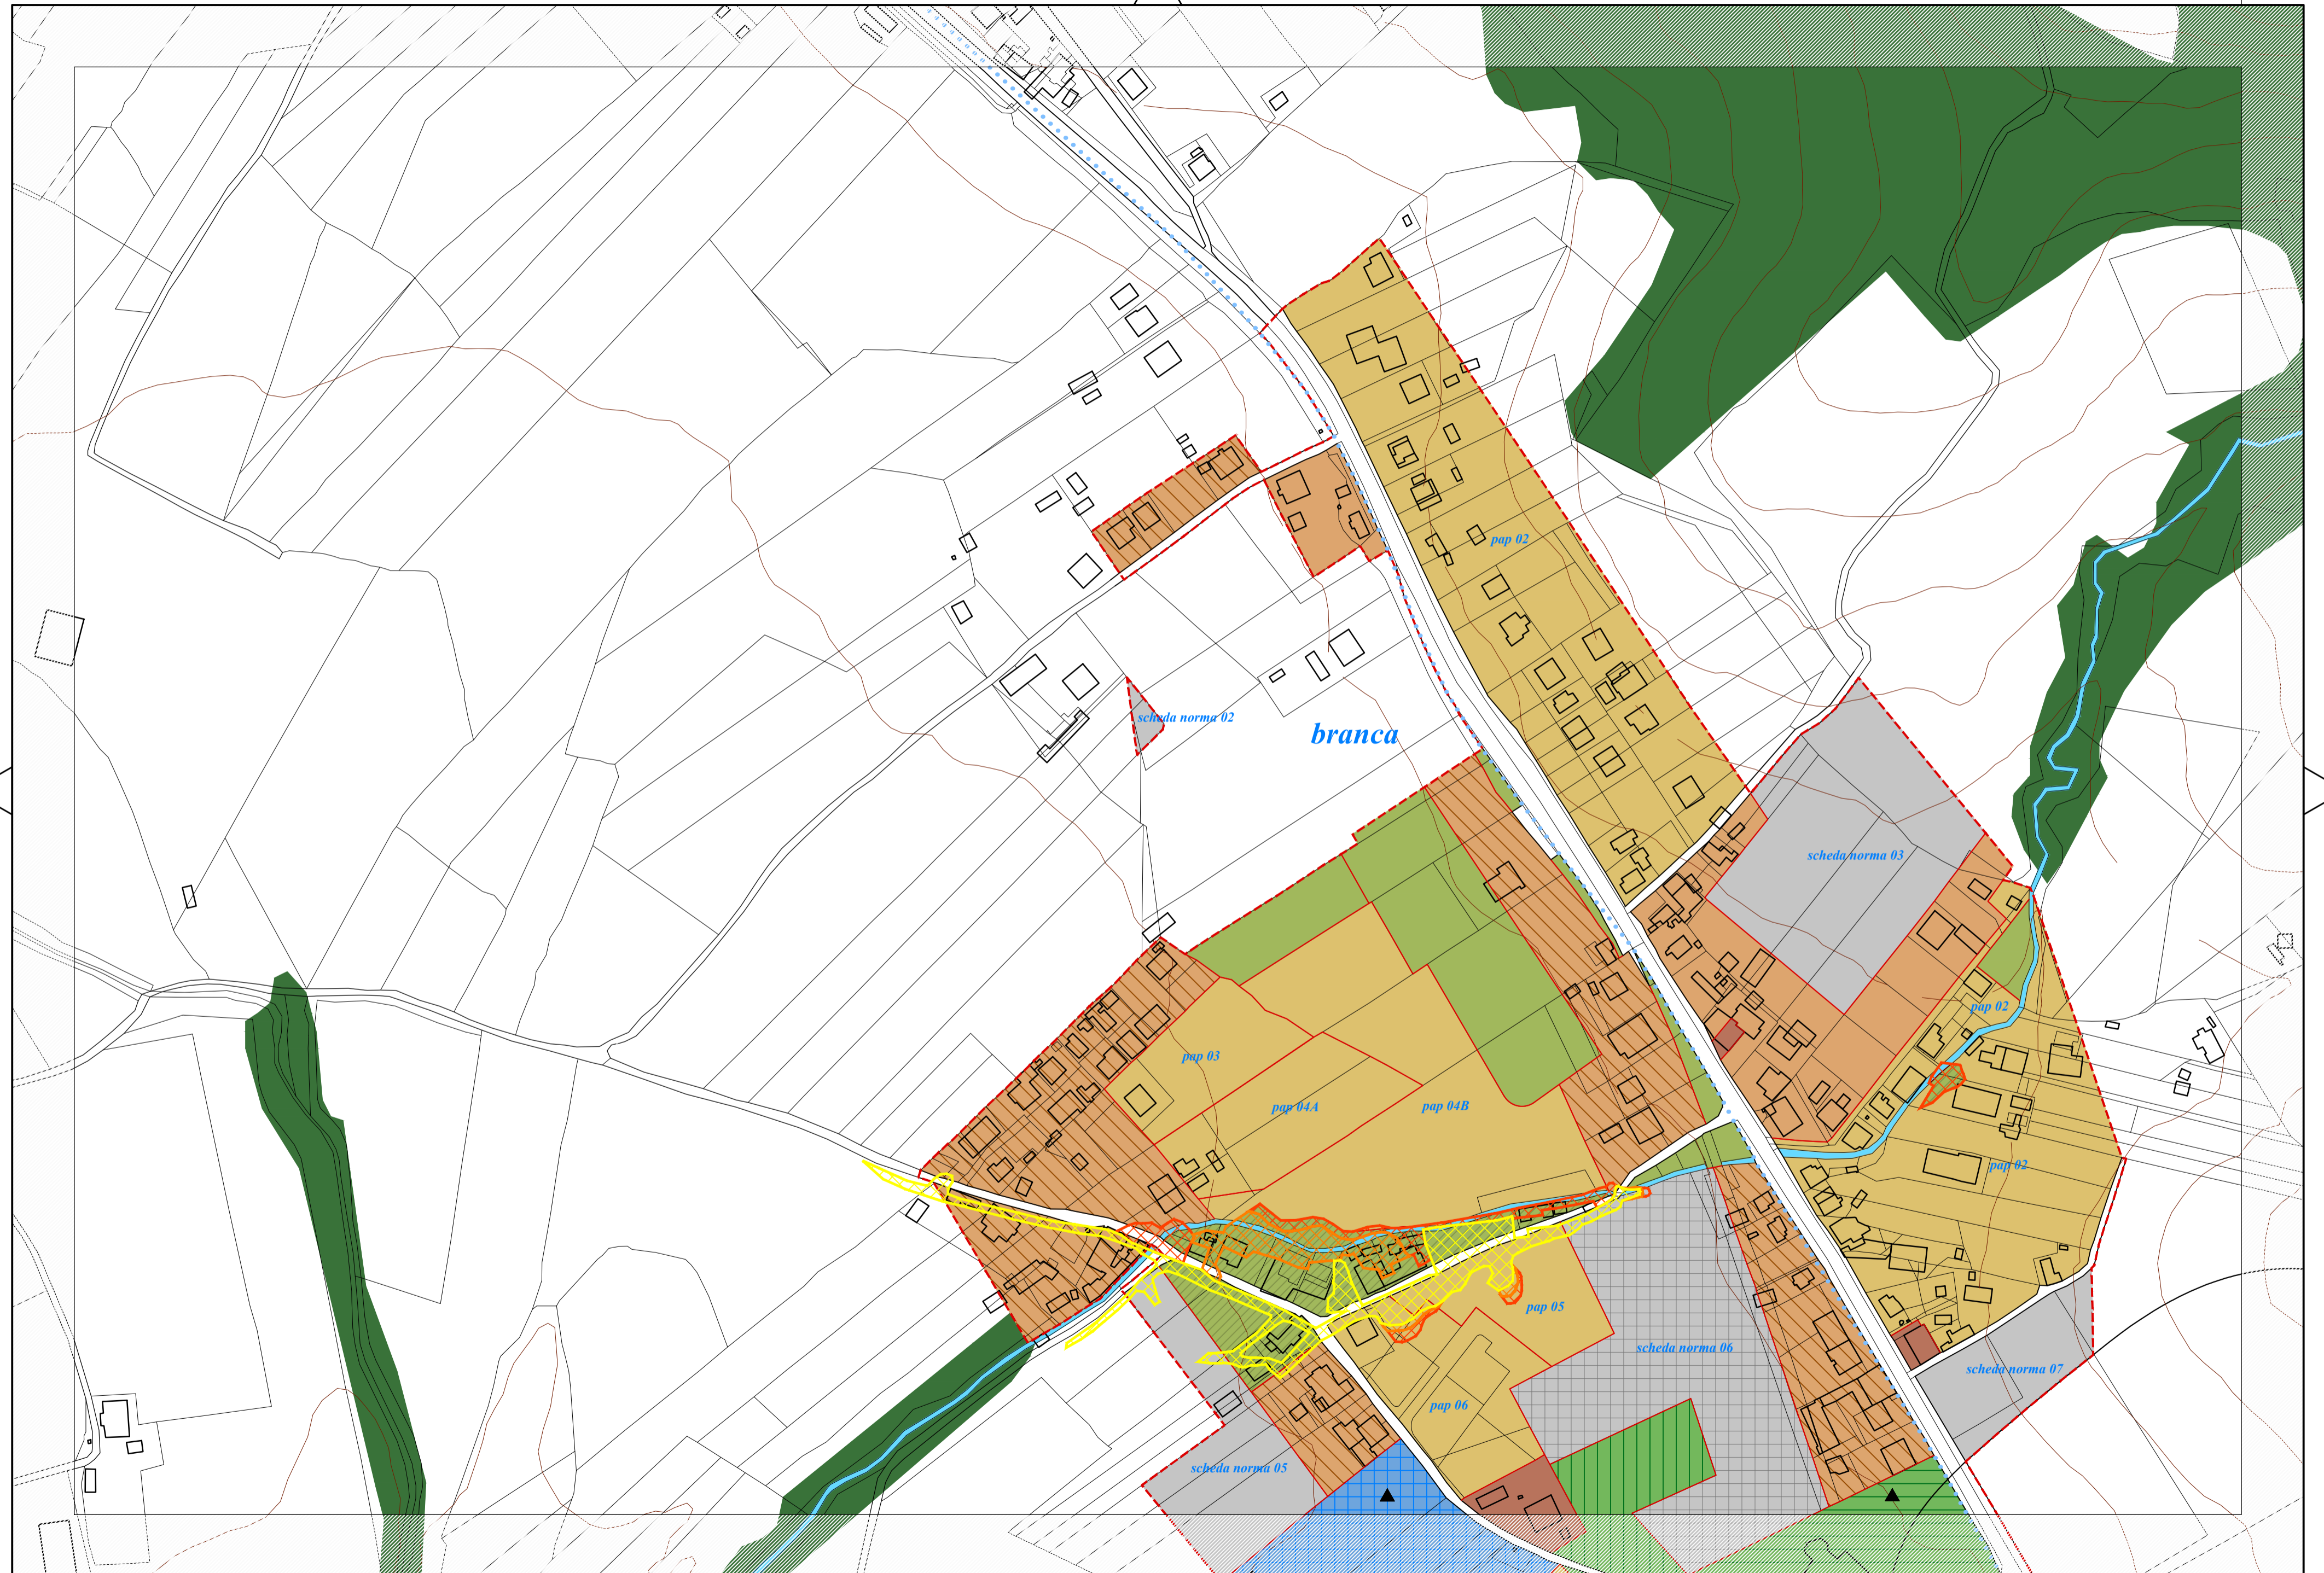 pap 02
scheda norma 02
branca
scheda norma 03
pap 02
pap 03
pap 04A
pap 04B
pap 02
pap 05
scheda norma 06
scheda norma 07
pap 06
scheda norma 05